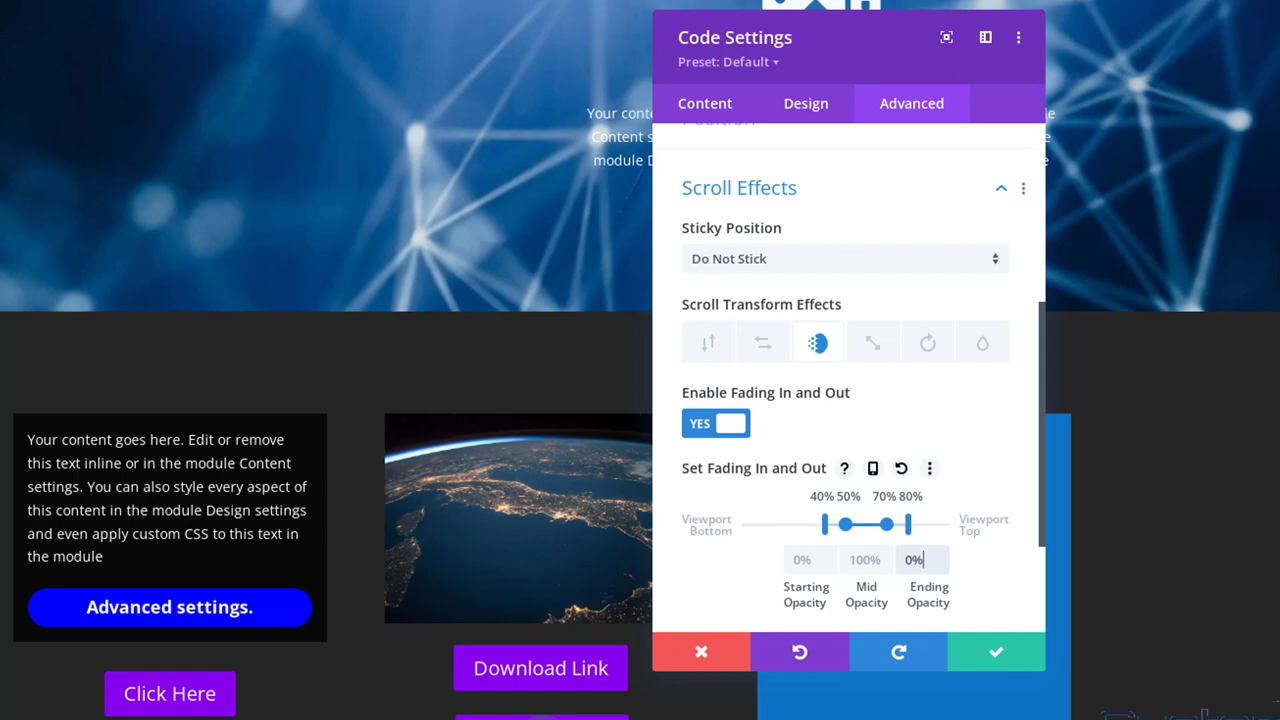 Your conte
Content s
module D
e
e
e
Code Settings
Preset: Default
Content
Design
Advanced
Scroll Effects
Sticky Position
Do Not Stick
Scroll Transform Effects
Enable Fading In and Out
YES
Set Fading In and Out ?
40% 50% 70% 80%
Viewport
Bottom
Viewport
Top
0% 100% 0%
Starting
Opacity
Mid
Opacity
Ending
Opacity
Your content goes here. Edit or remove
this text inline or in the module Content
settings. You can also style every aspect of
this content in the module Design settings
and even apply custom CSS to this text in
the module
Advanced settings.
Click Here
Download Link